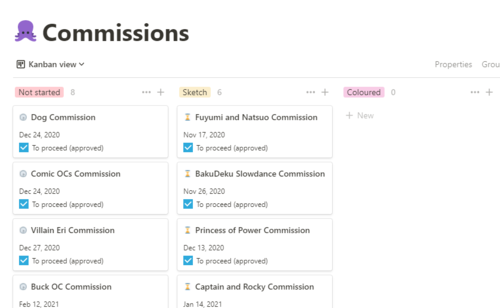 Commissions
Kanban view
Properties Grou
Not started 8
Dog Commission
Dec 24, 2020
To proceed (approved)
Comic OCs Commission
Dec 24, 2020
To proceed (approved)
Villain Eri Commission
Dec 27, 2020
To proceed (approved)
Buck OC Commission
Feb 12, 2021
Sketch 6
Fuyumi and Natsuo Commission
Nov 17, 2020
To proceed (approved)
BakuDeku Slowdance Commission
Nov 26, 2020
To proceed (approved)
Princess of Power Commission
Dec 13, 2020
To proceed (approved)
Captain and Rocky Commission
Jan 14, 2021
Coloured 0
+ New